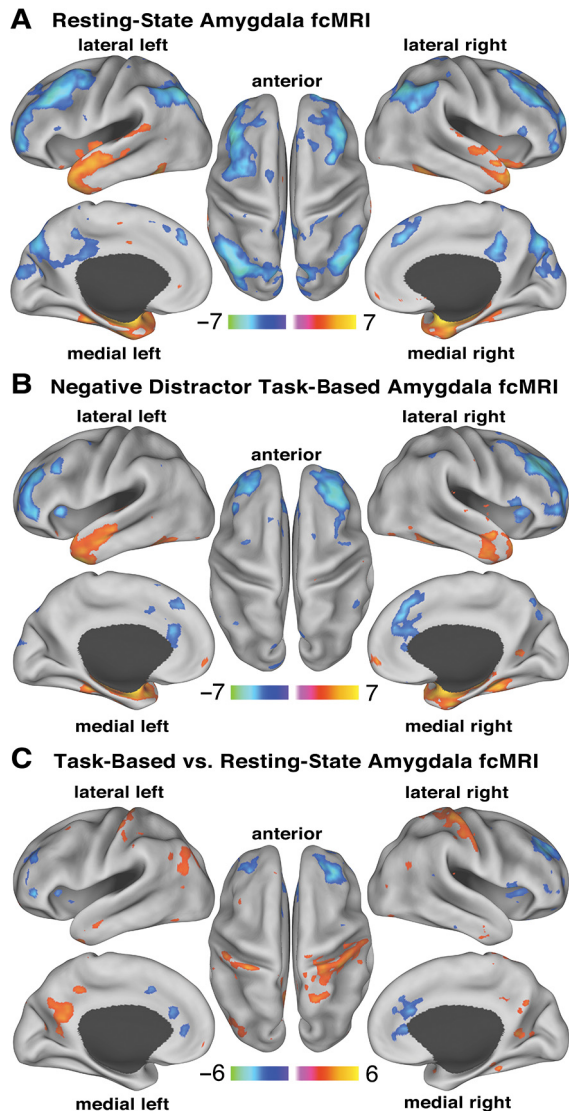 A Resting-State Amygdala fcMRI
lateral left
lateral right
anterior
−7
7
medial left
medial right
B Negative Distractor Task-Based Amygdala fcMRI
lateral left
lateral right
anterior
−7
7
medial left
medial right
C Task-Based vs. Resting-State Amygdala fcMRI
lateral left
lateral right
anterior
−6
6
medial left
medial right